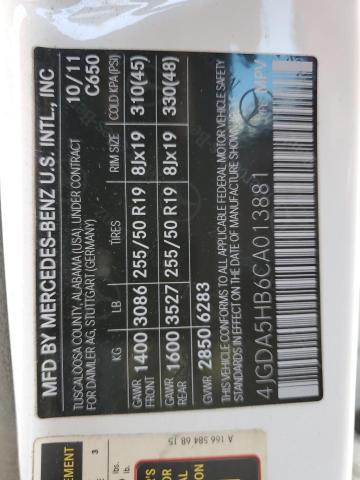 MFD BY MERCEDES-BENZ U.S. INTL., INC
TUSCALOOSA COUNTY, ALABAMA (USA), UNDER CONTRACT
FOR DAIMLER AG, STUTTGART (GERMANY)
10/11
C650
KG LB TIRES RIM SIZE COLD KPA(PSI)
GAWR FRONT 1400 3086 255/50 R19 8Jx19 310(45)
GAWR REAR 1600 3527 255/50 R19 8Jx19 330(48)
GVWR 2850 6283
THIS VEHICLE CONFORMS TO ALL APPLICABLE FEDERAL MOTOR VEHICLE SAFETY
STANDARDS IN EFFECT ON THE DATE OF MANUFACTURE SHOWN ABOVE.
4JGDA5HB6CA013881 MPV
A 166 584 68 15
EMENT
3
lbs.
lbs.